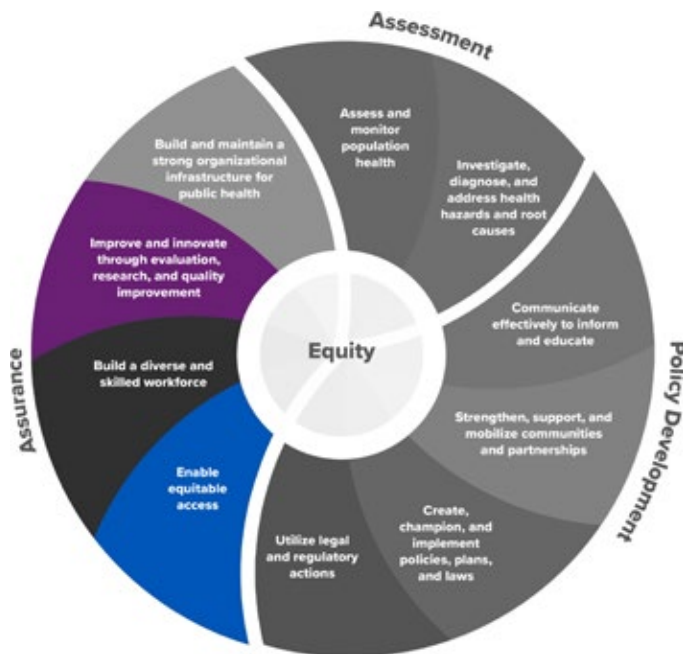 Assessment
Assess and
monitor
population
health
Investigate,
diagnose, and
address health
hazards and root
causes
Policy Development
Communicate
effectively to inform
and educate
Strengthen, support, and
mobilize communities
and partnerships
Create,
champion, and
implement
policies, plans,
and laws
Utilize legal
and regulatory
actions
Assurance
Enable
equitable
access
Build a diverse and
skilled workforce
Improve and innovate
through evaluation,
research, and quality
improvement
Build and maintain a
strong organizational
infrastructure for
public health
Equity